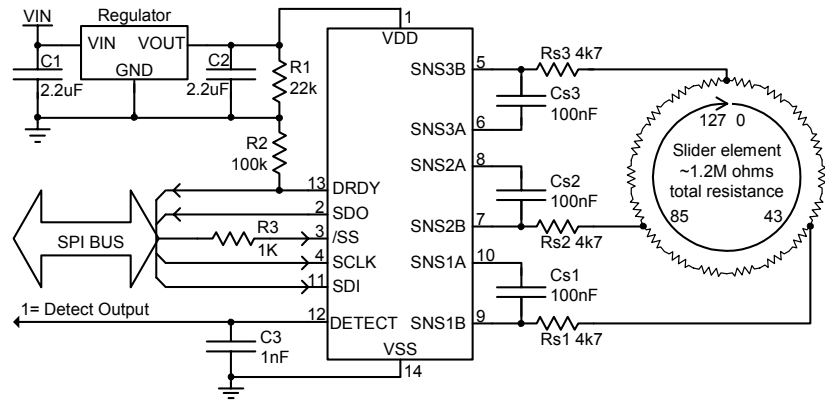 VIN
Regulator
VIN VOUT
GND
C1
2.2uF
C2
2.2uF
R1
22k
R2
100k
1
VDD
SNS3B
5
Rs3 4k7
Cs3
100nF
SNS3A
6
SNS2A
8
Cs2
100nF
SNS2B
7
Rs2 4k7
SNS1A
10
Cs1
100nF
SNS1B
9
Rs1 4k7
127 0
Slider element
~1.2M ohms
total resistance
85 43
13
DRDY
2
SDO
SPI BUS
R3
1K
3
/SS
4
SCLK
11
SDI
1= Detect Output
12
DETECT
C3
1nF
VSS
14